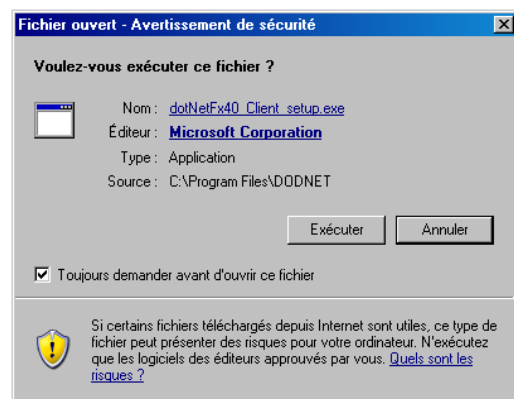 Fichier ouvert - Avertissement de sécurité
Voulez-vous exécuter ce fichier ?
Nom : dotNetFx40_Client_setup.exe
Éditeur : Microsoft Corporation
Type : Application
Source : C:\Program Files\DODNET
Exécuter Annuler
Toujours demander avant d'ouvrir ce fichier
Si certains fichiers téléchargés depuis Internet sont utiles, ce type de
fichier peut présenter des risques pour votre ordinateur. N'exécutez
que les logiciels des éditeurs approuvés par vous. Quels sont les
risques ?